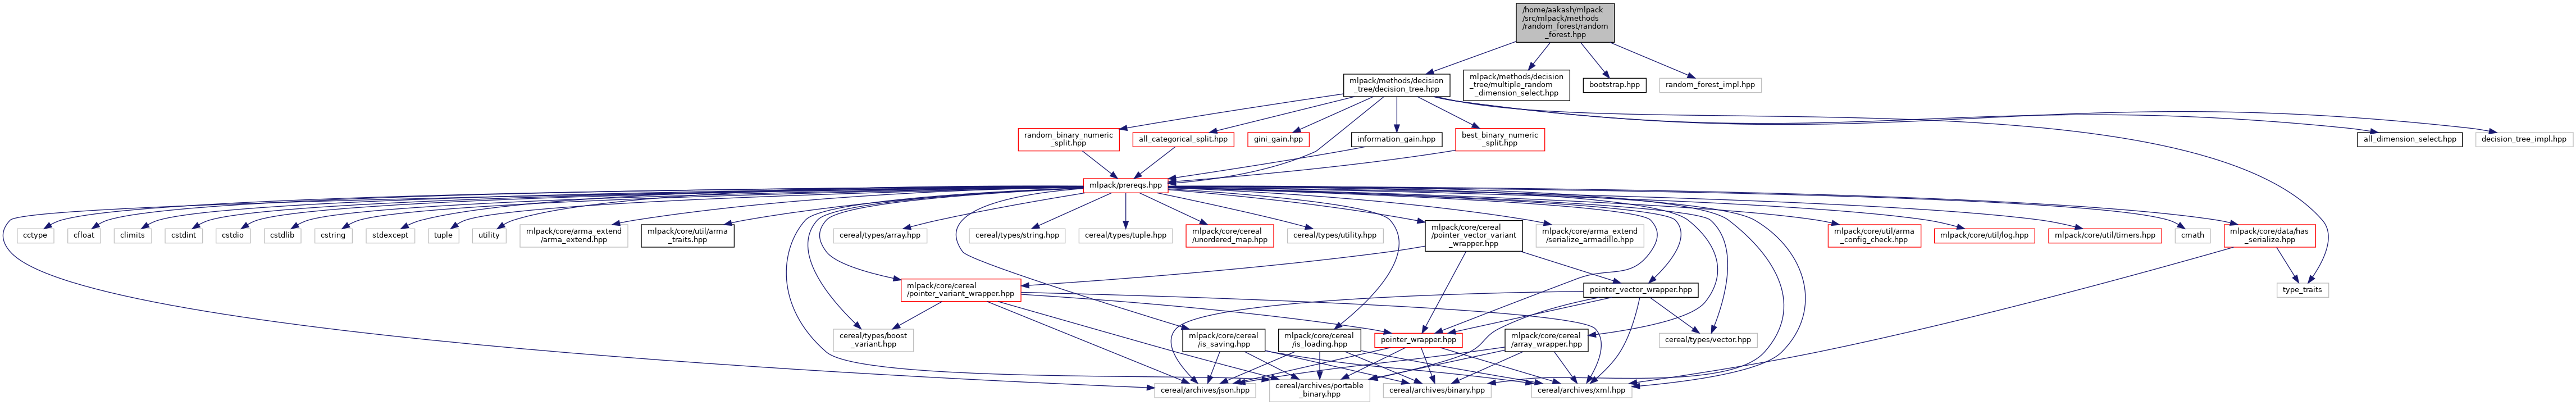 /home/aakash/mlpack
/src/mlpack/methods
/random_forest/random
_forest.hpp
mlpack/methods/decision
_tree/decision_tree.hpp
mlpack/methods/decision
_tree/multiple_random
_dimension_select.hpp
bootstrap.hpp
random_forest_impl.hpp
random_binary_numeric
_split.hpp
all_categorical_split.hpp
gini_gain.hpp
information_gain.hpp
best_binary_numeric
_split.hpp
all_dimension_select.hpp
decision_tree_impl.hpp
mlpack/prereqs.hpp
cctype
cfloat
climits
cstdint
cstdio
cstdlib
cstring
stdexcept
tuple
utility
mlpack/core/arma_extend
/arma_extend.hpp
mlpack/core/util/arma
_traits.hpp
cereal/types/array.hpp
cereal/types/string.hpp
cereal/types/tuple.hpp
mlpack/core/cereal
/unordered_map.hpp
cereal/types/utility.hpp
mlpack/core/cereal
/pointer_vector_variant
_wrapper.hpp
mlpack/core/arma_extend
/serialize_armadillo.hpp
mlpack/core/util/arma
_config_check.hpp
mlpack/core/util/log.hpp
mlpack/core/util/timers.hpp
cmath
mlpack/core/data/has
_serialize.hpp
mlpack/core/cereal
/pointer_variant_wrapper.hpp
pointer_vector_wrapper.hpp
type_traits
cereal/types/boost
_variant.hpp
mlpack/core/cereal
/is_saving.hpp
mlpack/core/cereal
/is_loading.hpp
pointer_wrapper.hpp
mlpack/core/cereal
/array_wrapper.hpp
cereal/types/vector.hpp
cereal/archives/json.hpp
cereal/archives/portable
_binary.hpp
cereal/archives/binary.hpp
cereal/archives/xml.hpp